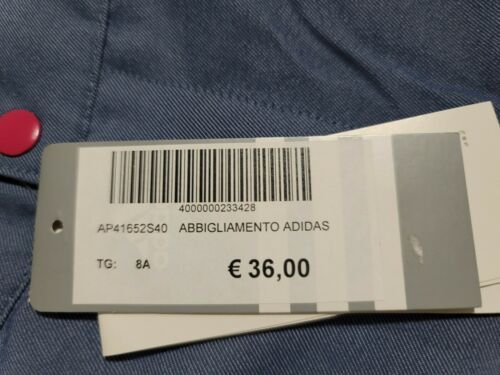 4000000233428
AP41652S40 ABBIGLIAMENTO ADIDAS
TG: 8A
€ 36,00